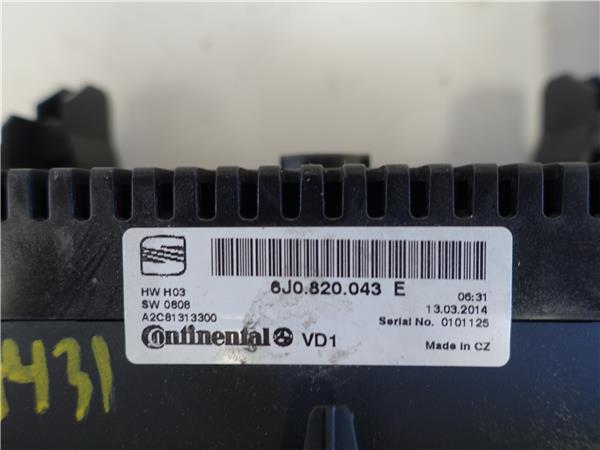 6J0.820.043 E
HW H03
SW 0808
A2C81313300
06:31
13.03.2014
Serial No. 0101125
Continental VD1
Made in CZ
431